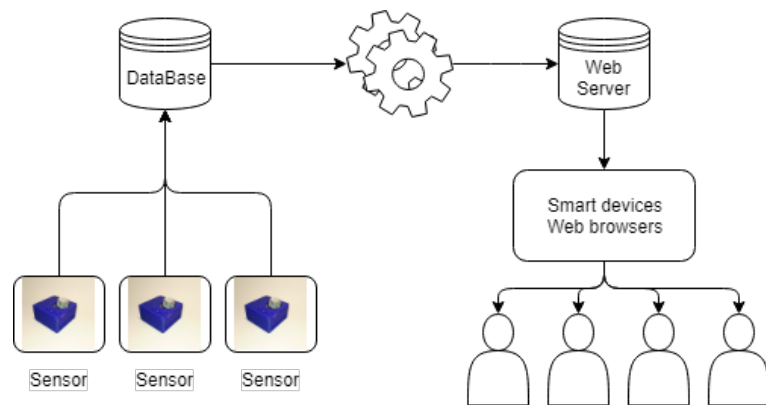 DataBase
Web
Server
Smart devices
Web browsers
Sensor
Sensor
Sensor